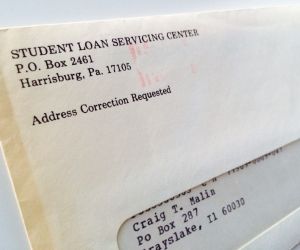 STUDENT LOAN SERVICING CENTER
P.O. Box 2461
Harrisburg, Pa. 17105
Address Correction Requested
Craig T. Malin
Po Box 287
Grayslake, Il 60030